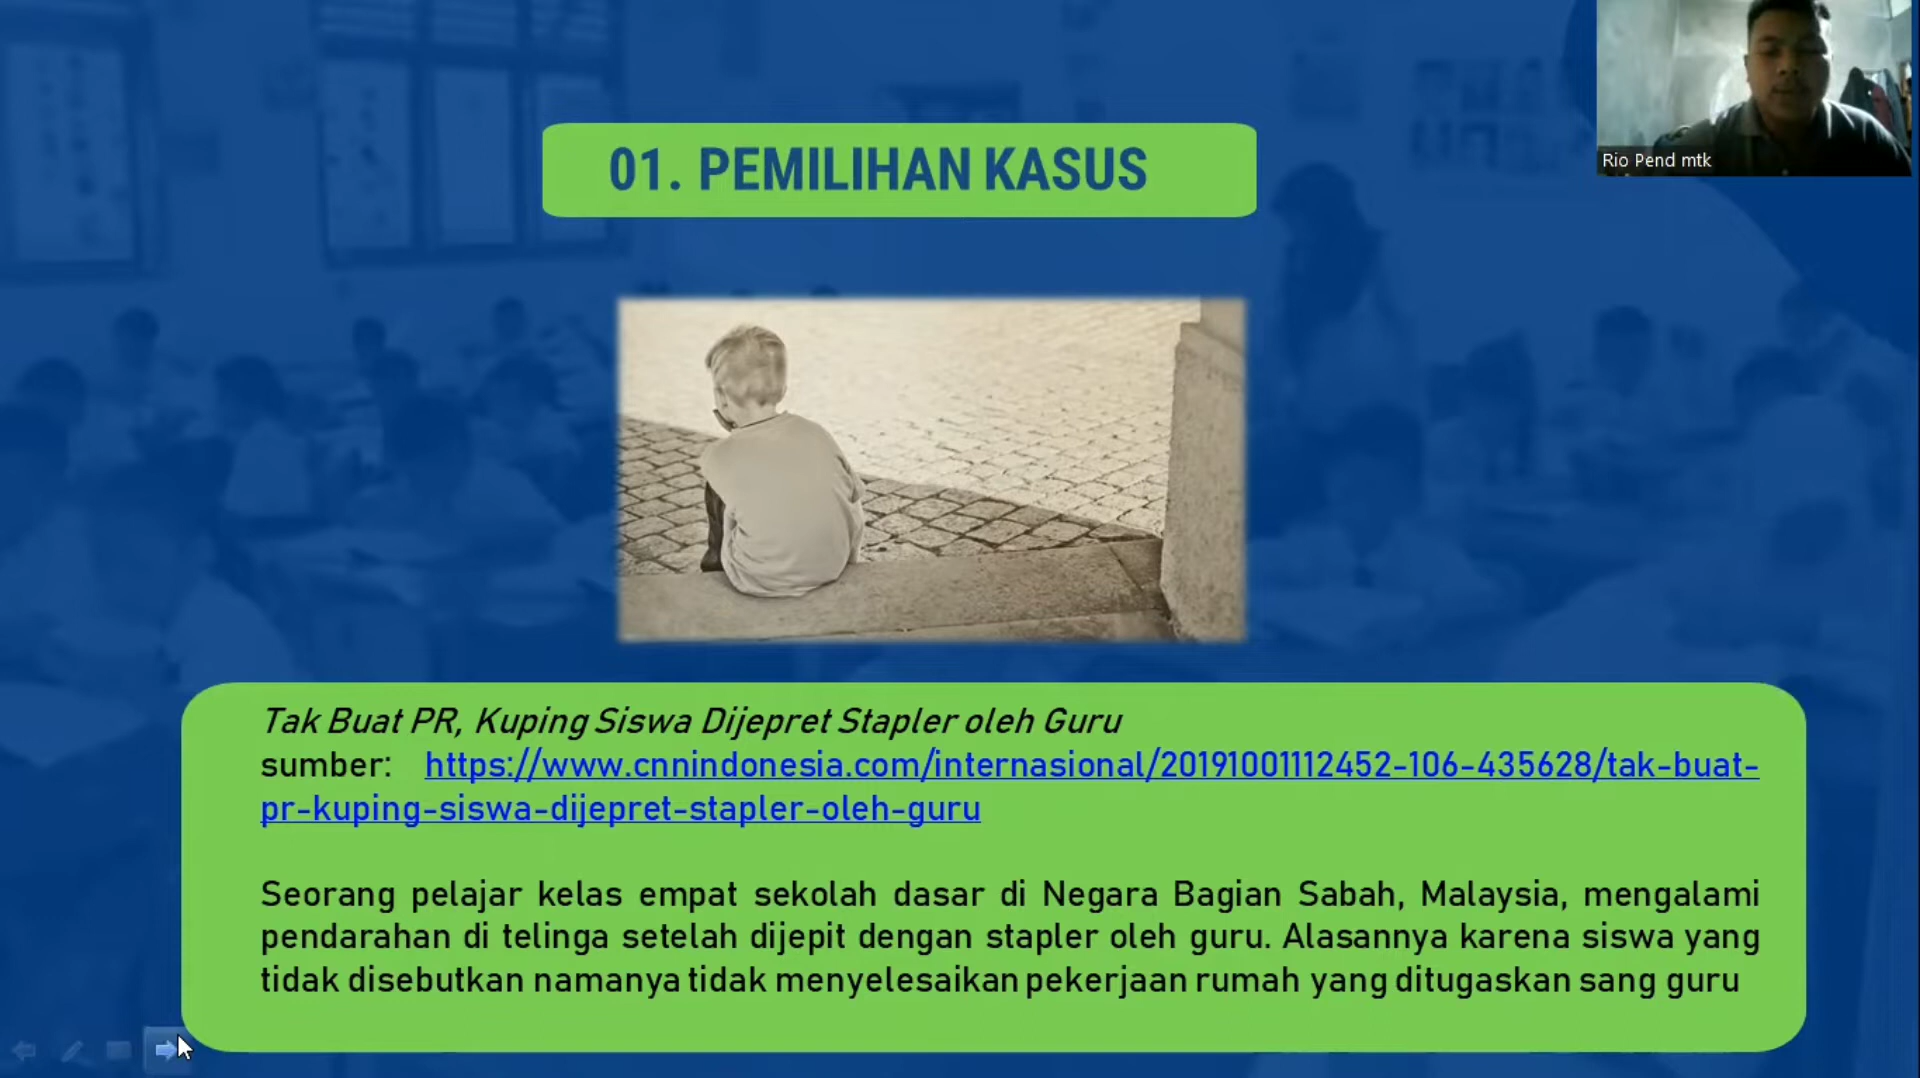 01. PEMILIHAN KASUS
Rio Pend mtk
Tak Buat PR, Kuping Siswa Dijepret Stapler oleh Guru
sumber: https://www.cnnindonesia.com/internasional/20191001112452-106-435628/tak-buat-
pr-kuping-siswa-dijepret-stapler-oleh-guru
Seorang pelajar kelas empat sekolah dasar di Negara Bagian Sabah, Malaysia, mengalami
pendarahan di telinga setelah dijepit dengan stapler oleh guru. Alasannya karena siswa yang
tidak disebutkan namanya tidak menyelesaikan pekerjaan rumah yang ditugaskan sang guru